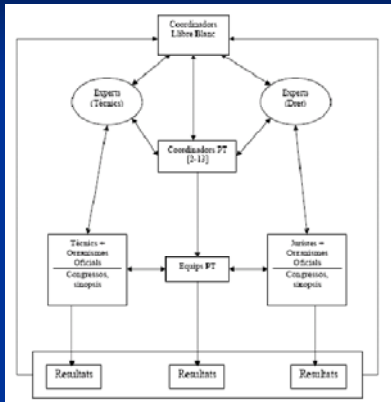 Coordinadors
Llibre Blanc
Experts
(Tècnics)
Experts
(Dret)
Coordinadors PT
[2-13]
Tècnics =
Organismes
Oficials
Congressos,
sinopsis
Equips PT
Juristes =
Organismes
Oficials
Congressos,
sinopsis
Resultats
Resultats
Resultats